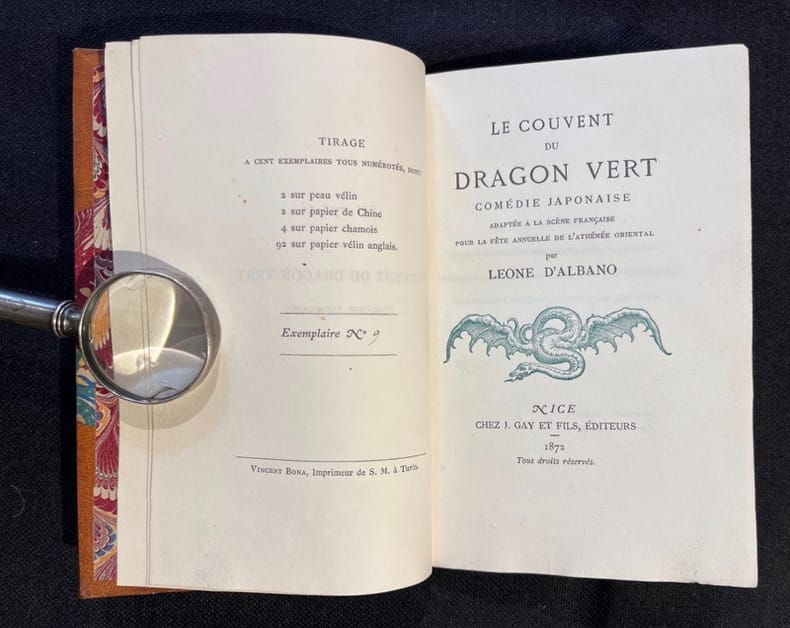 TIRAGE
A CENT EXEMPLAIRES TOUS NUMÉROTÉS, DONT:
2 sur peau vélin
2 sur papier de Chine
4 sur papier chamois
92 sur papier vélin anglais.
Exemplaire No 9
VINCENT BONA, Imprimeur de S. M. à Turin.
LE COUVENT
DU
DRAGON VERT
COMÉDIE JAPONAISE
ADAPTÉE A LA SCÈNE FRANÇAISE
POUR LA FÊTE ANNUELLE DE L'ATHÉNÉE ORIENTAL
par
LEONE D'ALBANO
NICE
CHEZ J. GAY ET FILS, ÉDITEURS
1872
Tous droits réservés.